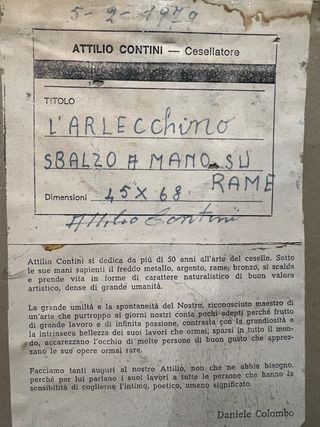 5-2-1979
ATTILIO CONTINI — Cesellatore
TITOLO
L'ARLECChiNO
SBALZO A MANO SU
RAME
Dimensioni 45X68
Attilio Contini
Attilio Contini si dedica da più di 50 anni all'arte del cesello. Sotto
le sue mani sapienti il freddo metallo, argento, rame, bronzo, si scalda
e prende vita in forme di carattere naturalistico di buon valore
artistico, dense di grande umanità.
La grande umiltà e la spontaneità del Nostro, riconosciuto maestro di
un'arte che purtroppo ai giorni nostri conta pochi adepti perché frutto
di grande lavoro e di infinita passione, contrasta con la grandiosità e
la intrinseca bellezza dei suoi lavori che ormai, sparsi in tutto il mon-
do, accarezzano l'occhio di molte persone di buon gusto che apprez-
zano le sue opere ormai rare.
Facciamo tanti auguri al nostro Attilio, non che ne abbia bisogno,
perché per lui parlano i suoi lavori a tutte le persone che hanno la
sensibilità di coglierne l'intimo, poetico, umano significato.
Daniele Colombo